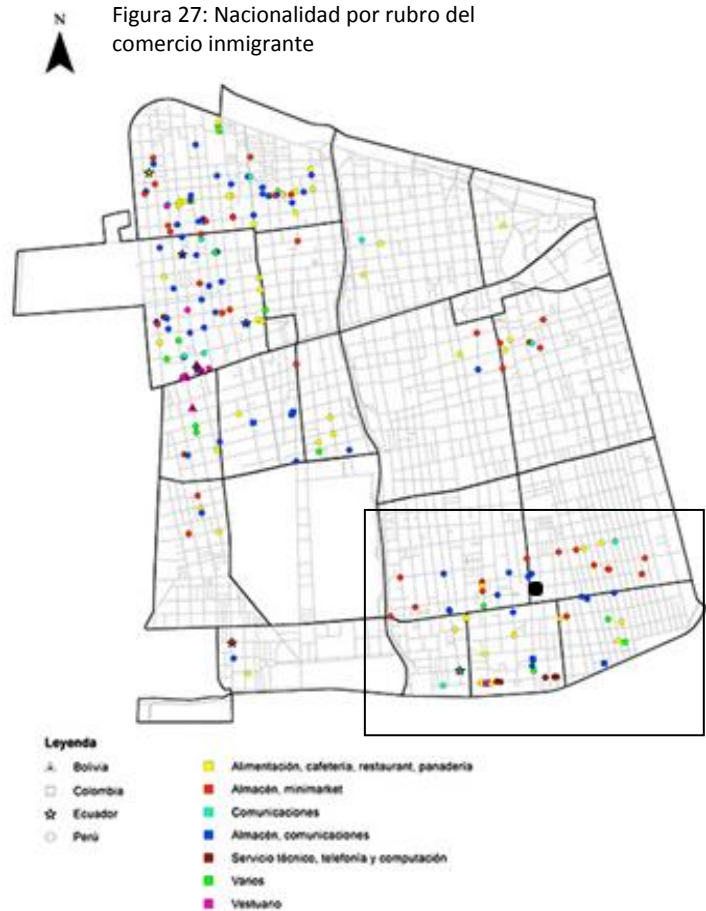 N
Figura 27: Nacionalidad por rubro del
comercio inmigrante
Leyenda
Bolivia
Colombia
Ecuador
Perú
Alimentación, cafetería, restaurant, panadería
Almacén, minimarket
Comunicaciones
Almacén, comunicaciones
Servicio técnico, telefonía y computación
Varios
Vestuario